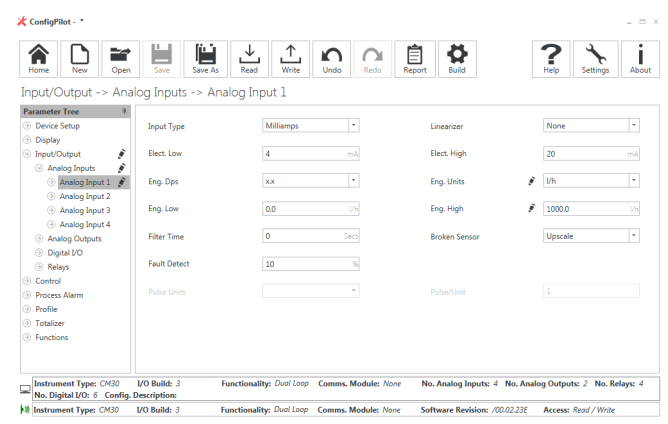 ConfigPilot - *
Home New Open Save Save As Read Write Undo Redo Report Build Help Settings About
Input/Output -> Analog Inputs -> Analog Input 1
Parameter Tree
Device Setup
Display
Input/Output
Analog Inputs
Analog Input 1
Analog Input 2
Analog Input 3
Analog Input 4
Analog Outputs
Digital I/O
Relays
Control
Process Alarm
Profile
Totalizer
Functions
Input Type Milliamps Linearizer None
Elect. Low 4 mA Elect. High 20 mA
Eng. Dps x.x Eng. Units l/h
Eng. Low 0.0 l/h Eng. High 1000.0 l/h
Filter Time 0 Secs Broken Sensor Upscale
Fault Detect 10 %
Pulse Units Pulse/Unit 1
Instrument Type: CM30 I/O Build: 3 Functionality: Dual Loop Comms. Module: None No. Analog Inputs: 4 No. Analog Outputs: 2 No. Relays: 4
No. Digital I/O: 6 Config. Description:
Instrument Type: CM30 I/O Build: 3 Functionality: Dual Loop Comms. Module: None Software Revision: /00.02.23E Access: Read / Write